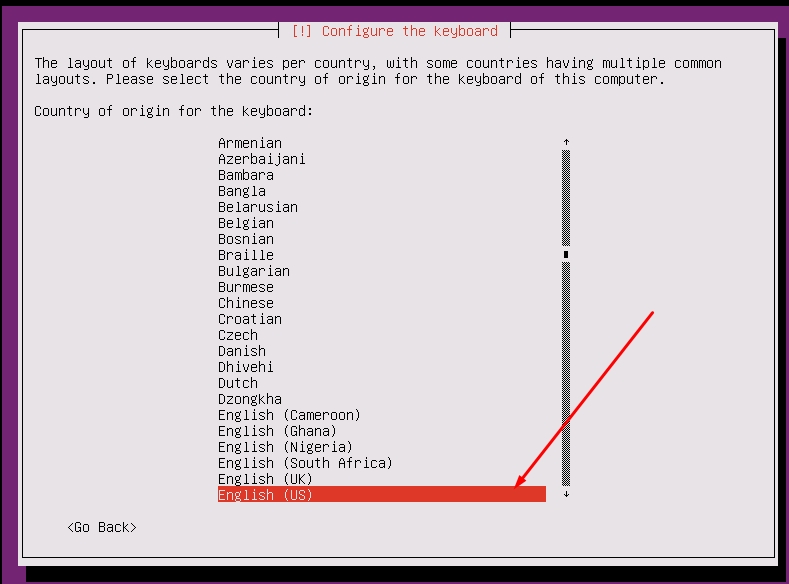 [!] Configure the keyboard
The layout of keyboards varies per country, with some countries having multiple common
layouts. Please select the country of origin for the keyboard of this computer.
Country of origin for the keyboard:
Armenian
Azerbaijani
Bambara
Bangla
Belarusian
Belgian
Bosnian
Braille
Bulgarian
Burmese
Chinese
Croatian
Czech
Danish
Dhivehi
Dutch
Dzongkha
English (Cameroon)
English (Ghana)
English (Nigeria)
English (South Africa)
English (UK)
English (US)
<Go Back>